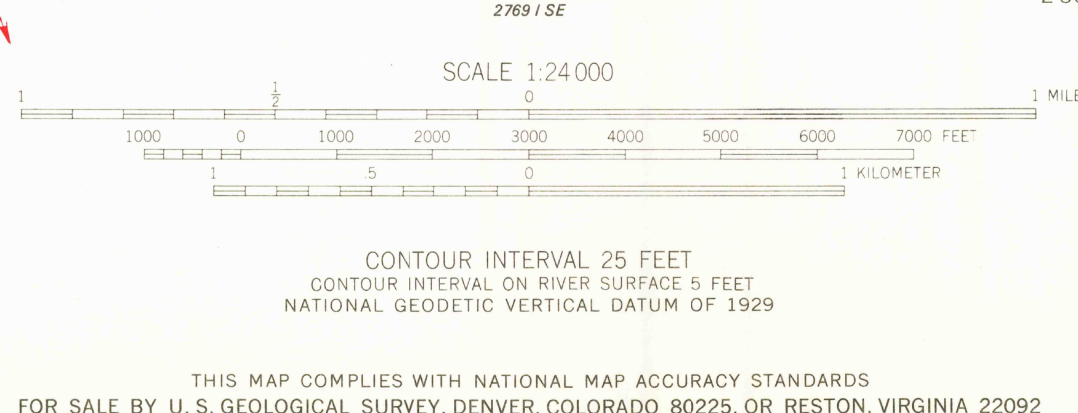 2769 I SE
SCALE 1:24 000
1 ½ 0 1 MILE
1000 0 1000 2000 3000 4000 5000 6000 7000 FEET
1 .5 0 1 KILOMETER
CONTOUR INTERVAL 25 FEET
CONTOUR INTERVAL ON RIVER SURFACE 5 FEET
NATIONAL GEODETIC VERTICAL DATUM OF 1929
THIS MAP COMPLIES WITH NATIONAL MAP ACCURACY STANDARDS
FOR SALE BY U. S. GEOLOGICAL SURVEY, DENVER, COLORADO 80225, OR RESTON, VIRGINIA 22092